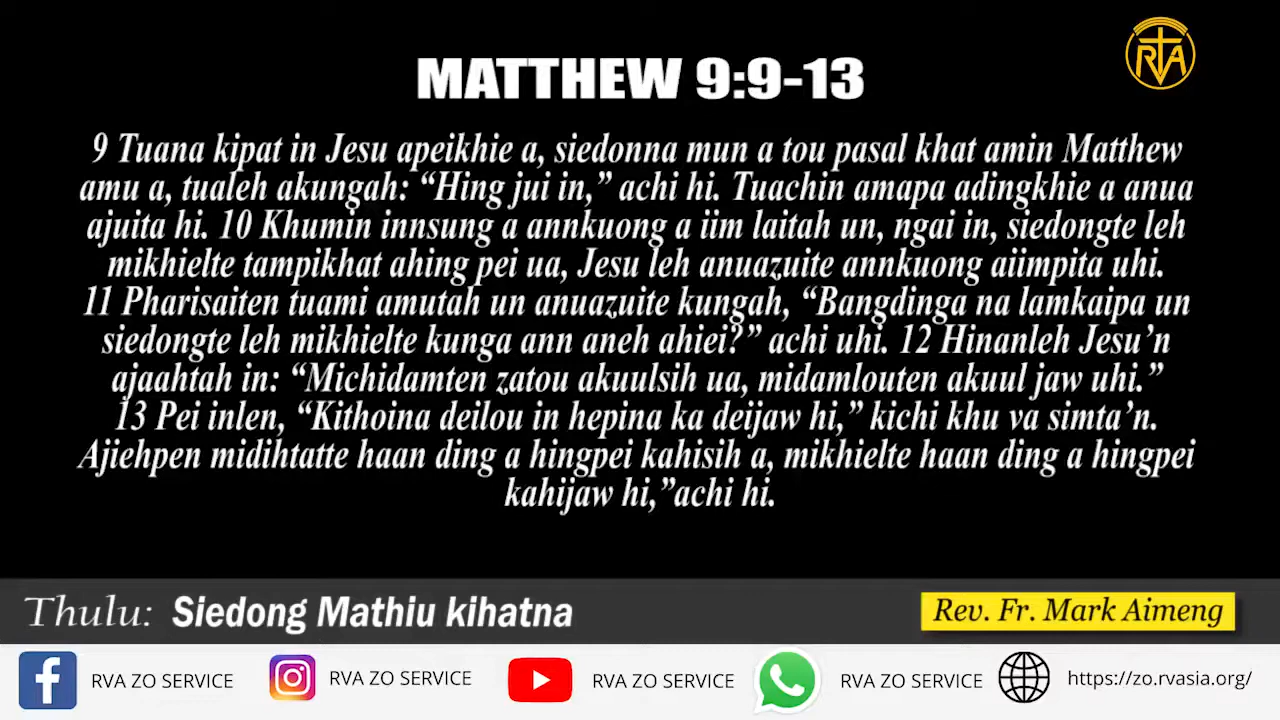 RVA
MATTHEW 9:9-13
9 Tuana kipat in Jesu apeikhie a, siedonna mun a tou pasal khat amin Matthew
amu a, tualeh akungah: “Hing jui in,” achi hi. Tuachin amapa adingkhie a anua
ajuita hi. 10 Khumin innsung a annkuong a iim laitah un, ngai in, siedongte leh
mikhielte tampikhat ahing pei ua, Jesu leh anuazuite annkuong aiimpita uhi.
11 Pharisaiten tuami amutah un anuazuite kungah, “Bangdinga na lamkaipa un
siedongte leh mikhielte kunga ann aneh ahiei?” achi uhi. 12 Hinanleh Jesu’n
ajaahtah in: “Michidamten zatou akuulsih ua, midamlouten akuul jaw uhi.”
13 Pei inlen, “Kithoina deilou in hepina ka deijaw hi,” kichi khu va simta’n.
Ajiehpen midihtatte haan ding a hingpei kahisih a, mikhielte haan ding a hingpei
kahijaw hi,”achi hi.
Thulu: Siedong Mathiu kihatna
Rev. Fr. Mark Aimeng
RVA ZO SERVICE RVA ZO SERVICE RVA ZO SERVICE RVA ZO SERVICE https://zo.rvasia.org/